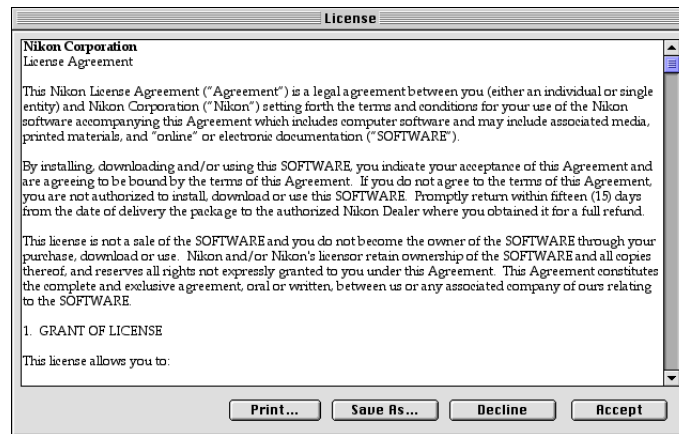 License
Nikon Corporation
License Agreement
This Nikon License Agreement ("Agreement") is a legal agreement between you (either an individual or single
entity) and Nikon Corporation ("Nikon") setting forth the terms and conditions for your use of the Nikon
software accompanying this Agreement which includes computer software and may include associated media,
printed materials, and "online" or electronic documentation ("SOFTWARE").
By installing, downloading and/or using this SOFTWARE, you indicate your acceptance of this Agreement and
are agreeing to be bound by the terms of this Agreement. If you do not agree to the terms of this Agreement,
you are not authorized to install, download or use this SOFTWARE. Promptly return within fifteen (15) days
from the date of delivery the package to the authorized Nikon Dealer where you obtained it for a full refund.
This license is not a sale of the SOFTWARE and you do not become the owner of the SOFTWARE through your
purchase, download or use. Nikon and/or Nikon's licensor retain ownership of the SOFTWARE and all copies
thereof, and reserves all rights not expressly granted to you under this Agreement. This Agreement constitutes
the complete and exclusive agreement, oral or written, between us or any associated company of ours relating
to the SOFTWARE.
1. GRANT OF LICENSE
This license allows you to:
Print... Save As... Decline Accept